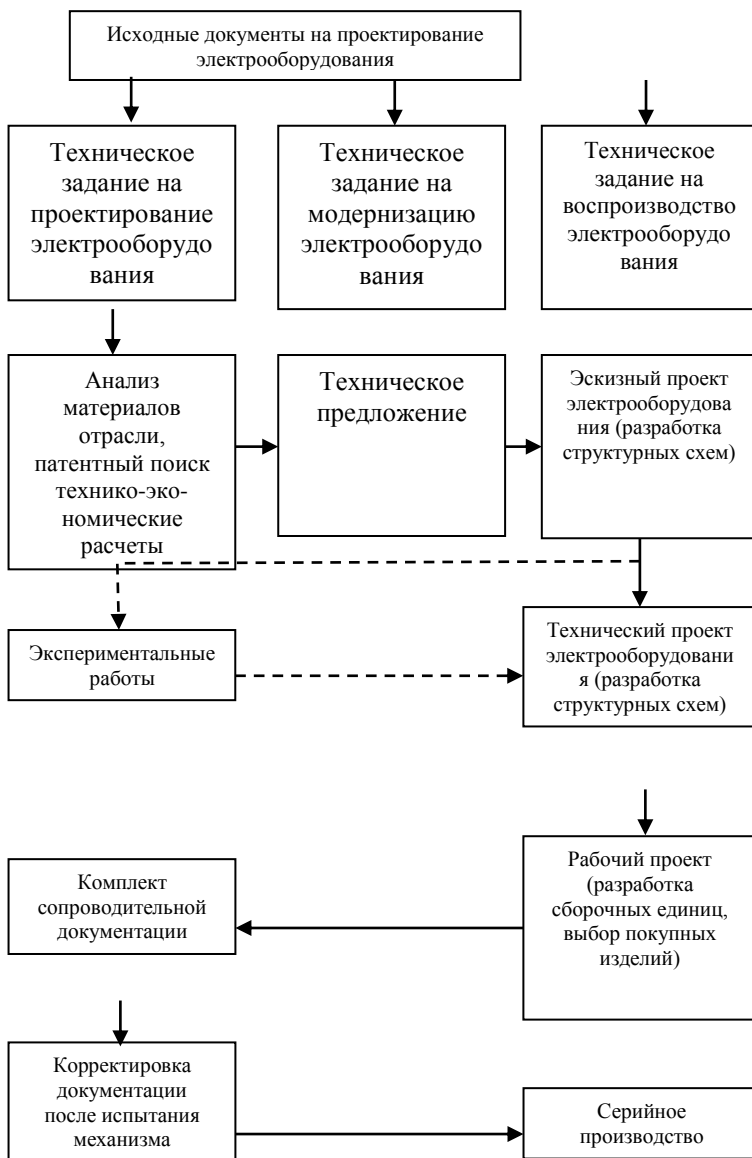 Исходные документы на проектирование
электрооборудования
Техническое
задание на
проектирование
электрооборудо
вания
Техническое
задание на
модернизацию
электрооборудо
вания
Техническое
задание на
воспроизводство
электрооборудо
вания
Анализ
материалов
отрасли,
патентный поиск
технико-эко-
номические
расчеты
Техническое
предложение
Эскизный проект
электрооборудова
ния (разработка
структурных схем)
Экспериментальные
работы
Технический проект
электрооборудовани
я (разработка
структурных схем)
Комплект
сопроводительной
документации
Рабочий проект
(разработка
сборочных единиц,
выбор покупных
изделий)
Корректировка
документации
после испытания
механизма
Серийное
производство